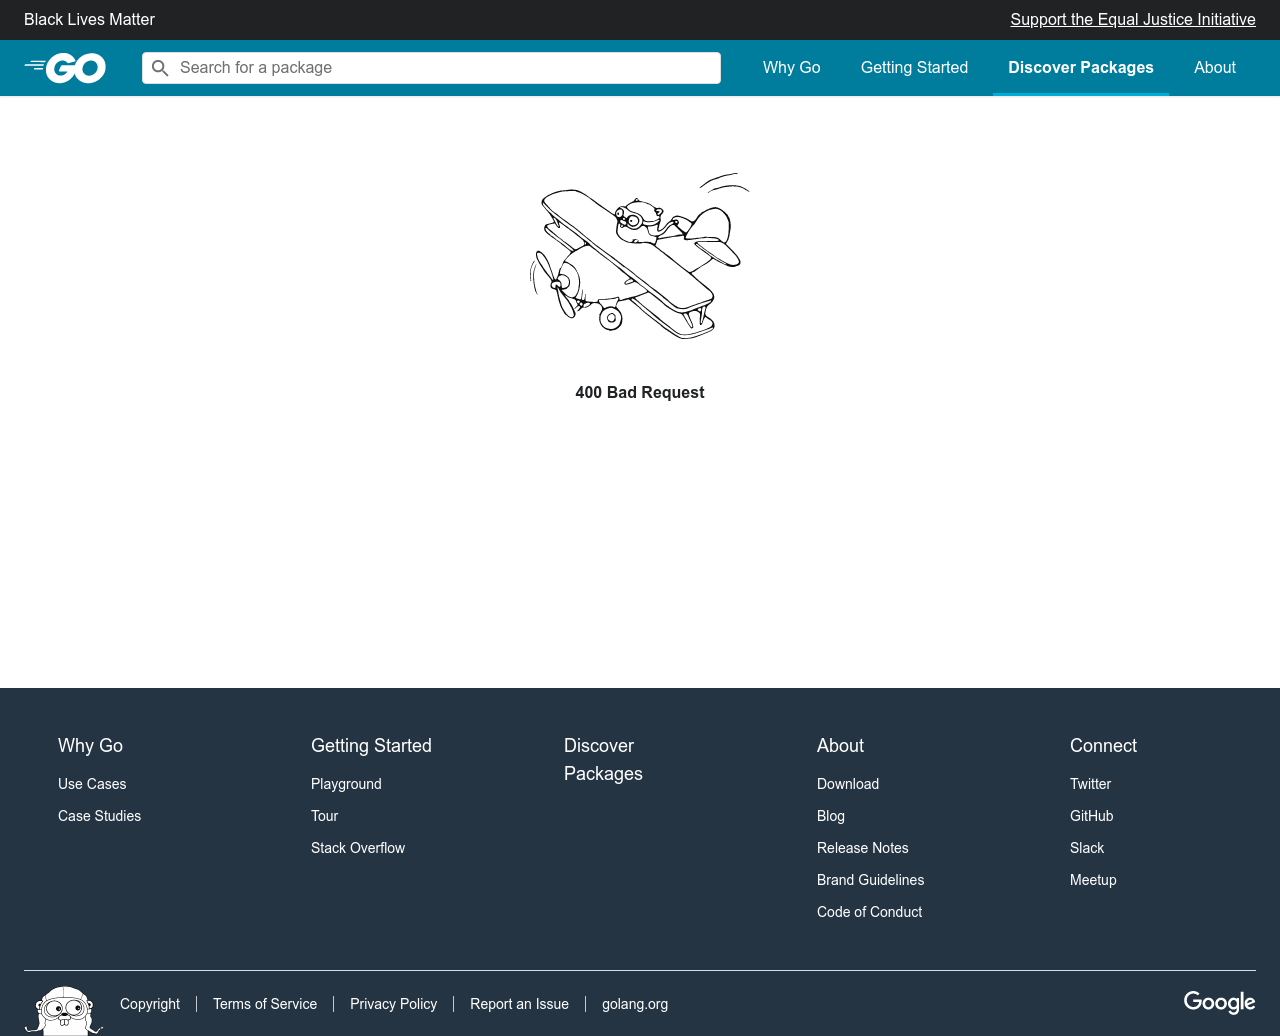 Black Lives Matter
Support the Equal Justice Initiative
GO
Search for a package
Why Go
Getting Started
Discover Packages
About
400 Bad Request
Why Go
Use Cases
Case Studies
Getting Started
Playground
Tour
Stack Overflow
Discover
Packages
About
Download
Blog
Release Notes
Brand Guidelines
Code of Conduct
Connect
Twitter
GitHub
Slack
Meetup
Copyright
Terms of Service
Privacy Policy
Report an Issue
golang.org
Google